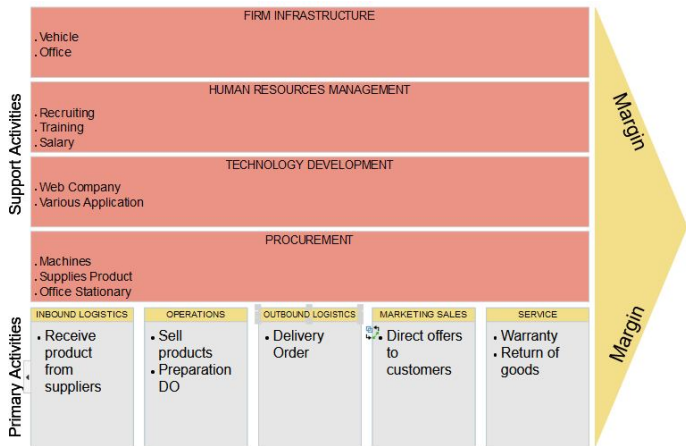 FIRM INFRASTRUCTURE
. Vehicle
. Office
HUMAN RESOURCES MANAGEMENT
. Recruiting
. Training
. Salary
TECHNOLOGY DEVELOPMENT
. Web Company
. Various Application
PROCUREMENT
. Machines
. Supplies Product
. Office Stationary
Support Activities
INBOUND LOGISTICS
• Receive
product
from
suppliers
OPERATIONS
• Sell
products
• Preparation
DO
OUTBOUND LOGISTICS
• Delivery
Order
MARKETING SALES
• Direct offers
to
customers
SERVICE
• Warranty
• Return of
goods
Primary Activities
Margin
Margin